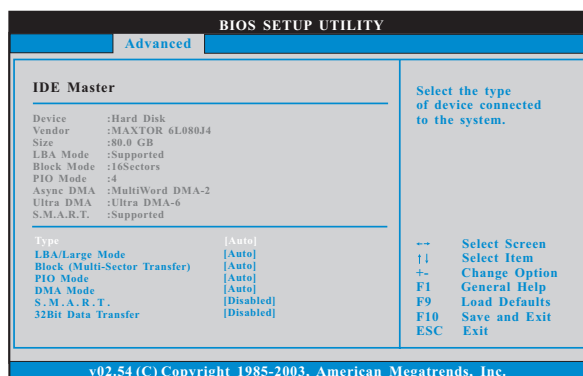 BIOS SETUP UTILITY
Advanced
IDE Master
Device :Hard Disk
Vendor :MAXTOR 6L080J4
Size :80.0 GB
LBA Mode :Supported
Block Mode :16Sectors
PIO Mode :4
Async DMA :MultiWord DMA-2
Ultra DMA :Ultra DMA-6
S.M.A.R.T. :Supported
Type [Auto]
LBA/Large Mode [Auto]
Block (Multi-Sector Transfer) [Auto]
PIO Mode [Auto]
DMA Mode [Auto]
S.M.A.R.T. [Disabled]
32Bit Data Transfer [Disabled]
Select the type
of device connected
to the system.
←→ Select Screen
↑↓ Select Item
+- Change Option
F1 General Help
F9 Load Defaults
F10 Save and Exit
ESC Exit
v02.54 (C) Copyright 1985-2003, American Megatrends, Inc.